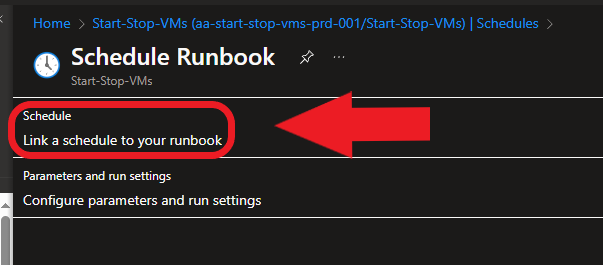 Home > Start-Stop-VMs (aa-start-stop-vms-prd-001/Start-Stop-VMs) | Schedules >
Schedule Runbook
Start-Stop-VMs
Schedule
Link a schedule to your runbook
Parameters and run settings
Configure parameters and run settings